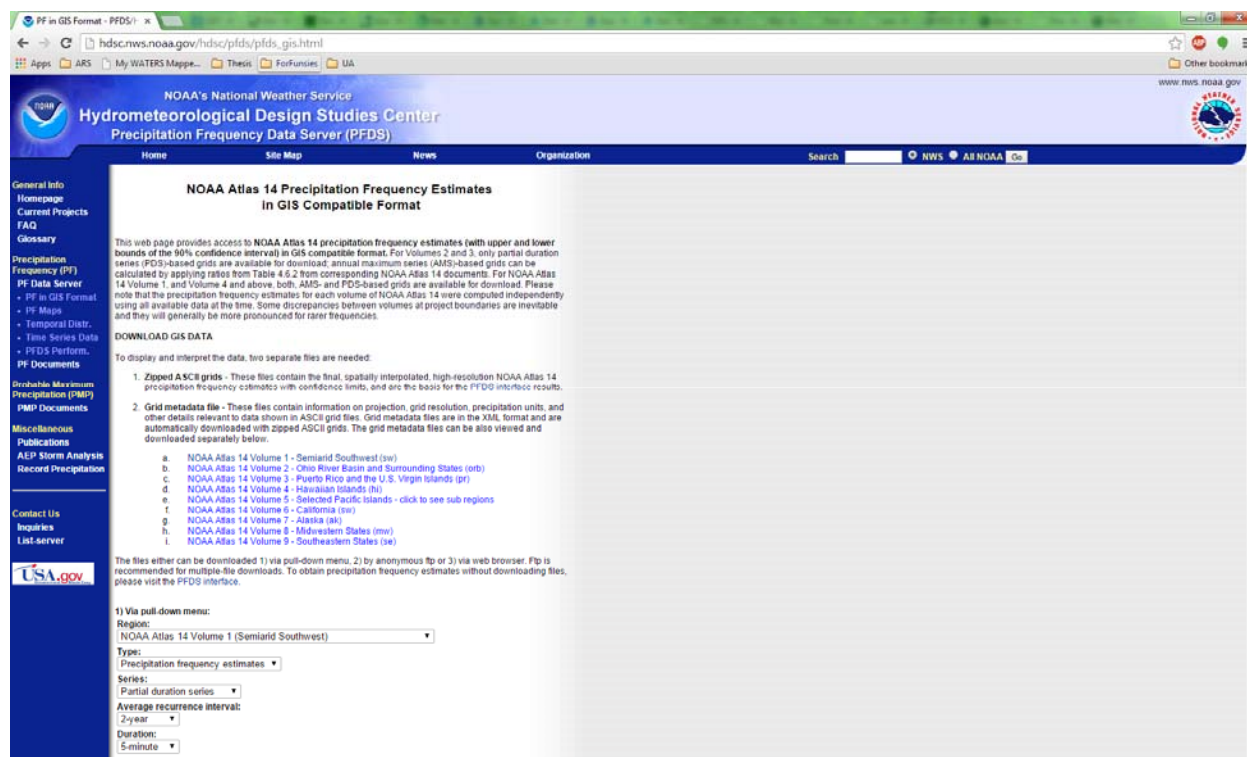 PF in GIS Format - PFDS/H
hdsc.nws.noaa.gov/hdsc/pfds/pfds_gis.html
Apps ARS My WATERS Mappe... Thesis ForFunsies UA Other bookmark
www.nws.noaa.gov
NOAA
NOAA's National Weather Service
Hydrometeorological Design Studies Center
Precipitation Frequency Data Server (PFDS)
Home Site Map News Organization Search NWS All NOAA Go
General Info
Homepage
Current Projects
FAQ
Glossary
Precipitation
Frequency (PF)
PF Data Server
• PF in GIS Format
• PF Maps
• Temporal Distr.
• Time Series Data
• PFDS Perform.
PF Documents
Probable Maximum
Precipitation (PMP)
PMP Documents
Miscellaneous
Publications
AEP Storm Analysis
Record Precipitation
Contact Us
Inquiries
List-server
USA.gov
NOAA Atlas 14 Precipitation Frequency Estimates
in GIS Compatible Format
This web page provides access to NOAA Atlas 14 precipitation frequency estimates (with upper and lower
bounds of the 90% confidence interval) in GIS compatible format. For Volumes 2 and 3, only partial duration
series (PDS)-based grids are available for download; annual maximum series (AMS)-based grids can be
calculated by applying ratios from Table 4.6.2 from corresponding NOAA Atlas 14 documents. For NOAA Atlas
14 Volume 1, and Volume 4 and above, both, AMS- and PDS-based grids are available for download. Please
note that the precipitation frequency estimates for each volume of NOAA Atlas 14 were computed independently
using all available data at the time. Some discrepancies between volumes at project boundaries are inevitable
and they will generally be more pronounced for rarer frequencies.
DOWNLOAD GIS DATA
To display and interpret the data, two separate files are needed:
1. Zipped ASCII grids - These files contain the final, spatially interpolated, high-resolution NOAA Atlas 14
precipitation frequency estimates with confidence limits, and are the basis for the PFDS interface results.
2. Grid metadata file - These files contain information on projection, grid resolution, precipitation units, and
other details relevant to data shown in ASCII grid files. Grid metadata files are in the XML format and are
automatically downloaded with zipped ASCII grids. The grid metadata files can be also viewed and
downloaded separately below.
a. NOAA Atlas 14 Volume 1 - Semiarid Southwest (sw)
b. NOAA Atlas 14 Volume 2 - Ohio River Basin and Surrounding States (orb)
c. NOAA Atlas 14 Volume 3 - Puerto Rico and the U.S. Virgin Islands (pr)
d. NOAA Atlas 14 Volume 4 - Hawaiian Islands (hi)
e. NOAA Atlas 14 Volume 5 - Selected Pacific Islands - click to see sub regions
f. NOAA Atlas 14 Volume 6 - California (sw)
g. NOAA Atlas 14 Volume 7 - Alaska (ak)
h. NOAA Atlas 14 Volume 8 - Midwestern States (mw)
i. NOAA Atlas 14 Volume 9 - Southeastern States (se)
The files either can be downloaded 1) via pull-down menu, 2) by anonymous ftp or 3) via web browser. Ftp is
recommended for multiple-file downloads. To obtain precipitation frequency estimates without downloading files,
please visit the PFDS interface.
1) Via pull-down menu:
Region:
NOAA Atlas 14 Volume 1 (Semiarid Southwest)
Type:
Precipitation frequency estimates
Series:
Partial duration series
Average recurrence interval:
2-year
Duration:
5-minute